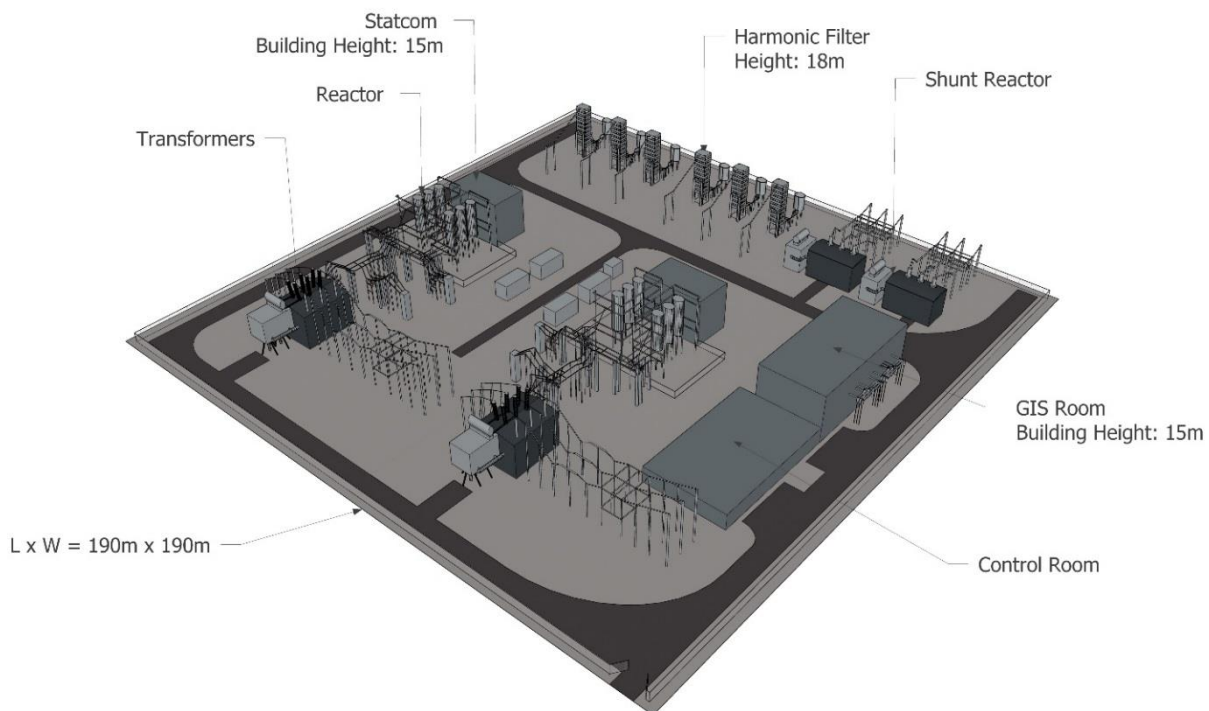 Statcom
Building Height: 15m
Harmonic Filter
Height: 18m
Shunt Reactor
Reactor
Transformers
GIS Room
Building Height: 15m
L x W = 190m x 190m
Control Room